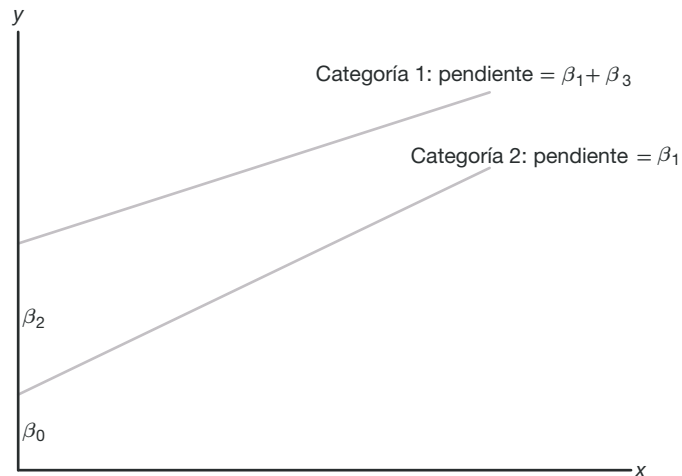 y
Categoría 1: pendiente = β₁+ β₃
Categoría 2: pendiente = β₁
β₂
β₀
x